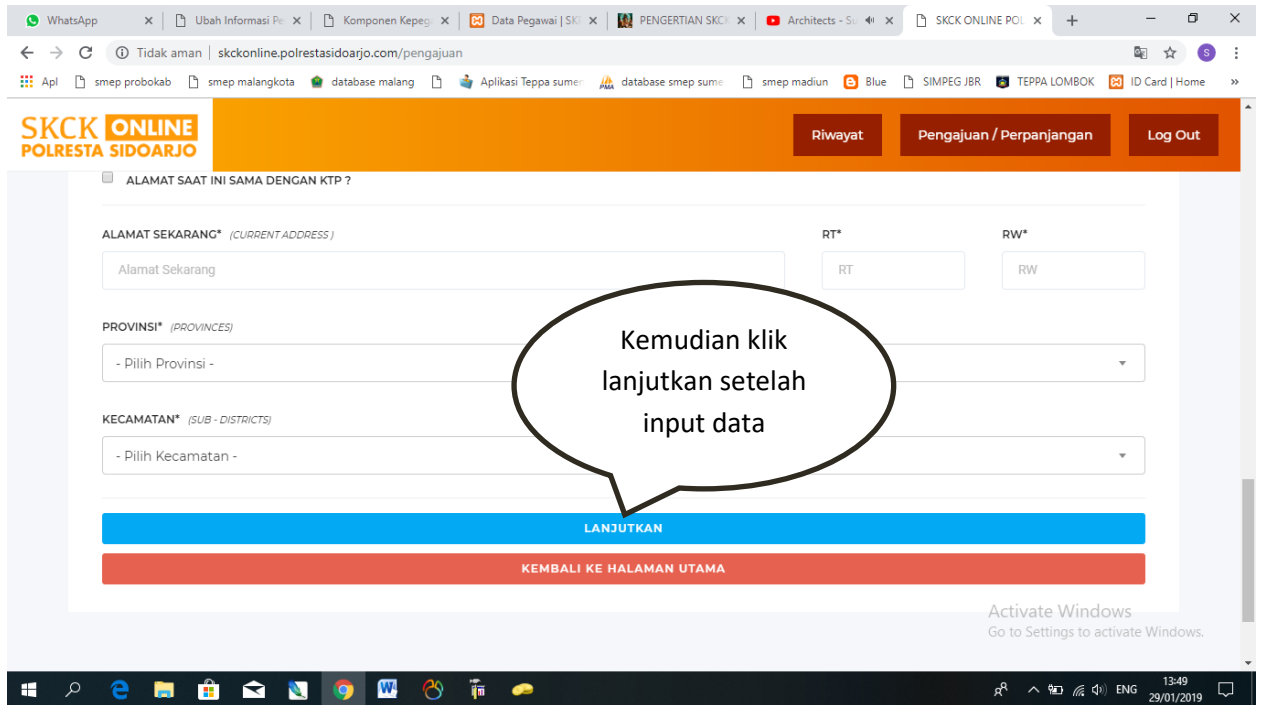 WhatsApp
Ubah Informasi Pe
Komponen Kepeg
Data Pegawai | SKI
PENGERTIAN SKCK
Architects - Su
SKCK ONLINE POL
Tidak aman | skckonline.polrestasidoarjo.com/pengajuan
S
Apl
smep probokab
smep malangkota
database malang
Aplikasi Teppa sumen
database smep sume
smep madiun
Blue
SIMPEG JBR
TEPPA LOMBOK
ID Card | Home
»
SKCK ONLINE
POLRESTA SIDOARJO
Riwayat
Pengajuan / Perpanjangan
Log Out
ALAMAT SAAT INI SAMA DENGAN KTP ?
ALAMAT SEKARANG* (CURRENT ADDRESS )
RT*
RW*
Alamat Sekarang
RT
RW
PROVINSI* (PROVINCES)
- Pilih Provinsi -
KECAMATAN* (SUB - DISTRICTS)
- Pilih Kecamatan -
Kemudian klik
lanjutkan setelah
input data
LANJUTKAN
KEMBALI KE HALAMAN UTAMA
Activate Windows
Go to Settings to activate Windows.
ENG
13:49
29/01/2019